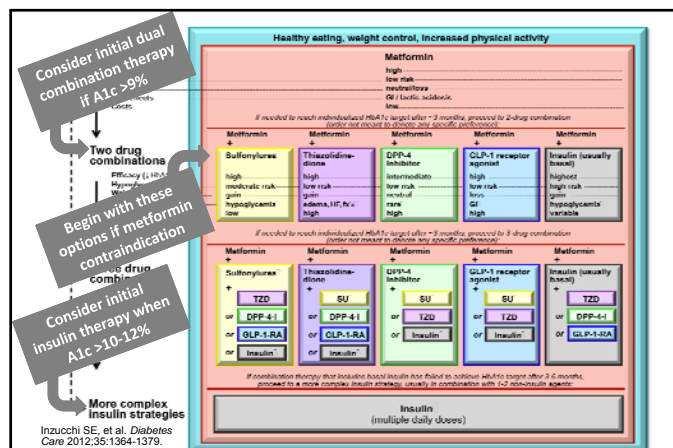 Healthy eating, weight control, increased physical activity
Consider initial dual
combination therapy
if A1c >9%
Metformin
high
low risk
neutral/loss
GI / lactic acidosis
low
costs
If needed to reach individualized HbA1c target after ~ 3 months, proceed to 2-drug combination
(order not meant to denote any specific preference):
Two drug
combinations
Metformin
+
Metformin
+
Metformin
+
Metformin
+
Metformin
+
Sulfonylurea
Thiazolidine-
dione
DPP-4
Inhibitor
GLP-1 receptor
agonist
Insulin (usually
basal)
Efficacy
high
high
intermediate
high
highest
moderate risk
low risk
low risk
low risk
high risk
gain
gain
neutral
loss
gain
hypoglycemia
edema, HF, fx's
rare
GI
hypoglycemia
low
high
high
high
variable
Begin with these
options if metformin
contraindication
If needed to reach individualized HbA1c target after ~ 3 months, proceed to 3-drug combination
(order not meant to denote any specific preference):
drug
Metformin
+
Metformin
+
Metformin
+
Metformin
+
Metformin
+
Sulfonylurea
+
Thiazolidine-
dione
+
DPP-4
Inhibitor
+
GLP-1 receptor
agonist
+
Insulin (usually
basal)
+
TZD
SU
SU
SU
TZD
or DPP-4-I
or DPP-4-I
or TZD
or TZD
or DPP-4-I
or GLP-1-RA
or GLP-1-RA
or Insulin
or Insulin
or GLP-1-RA
or Insulin
or Insulin
Consider initial
insulin therapy when
A1c >10-12%
If combination therapy that includes basal insulin has failed to achieve HbA1c target after 3-6 months,
proceed to a more complex insulin strategy, usually in combination with 1-2 non-insulin agents:
More complex
insulin strategies
Insulin
(multiple daily doses)
Inzucchi SE, et al. Diabetes
Care 2012;35:1364-1379.